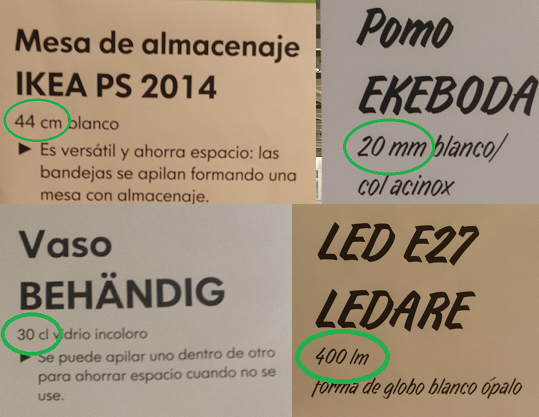 Mesa de almacenaje
IKEA PS 2014
44 cm blanco
► Es versátil y ahorra espacio: las
bandejas se apilan formando una
mesa con almacenaje.
Pomo
EKEBODA
20 mm blanco/
col acinox
Vaso
BEHÄNDIG
30 cl vidrio incoloro
► Se puede apilar uno dentro de otro
para ahorrar espacio cuando no se
use.
LED E27
LEDARE
400 lm
forma de globo blanco ópalo